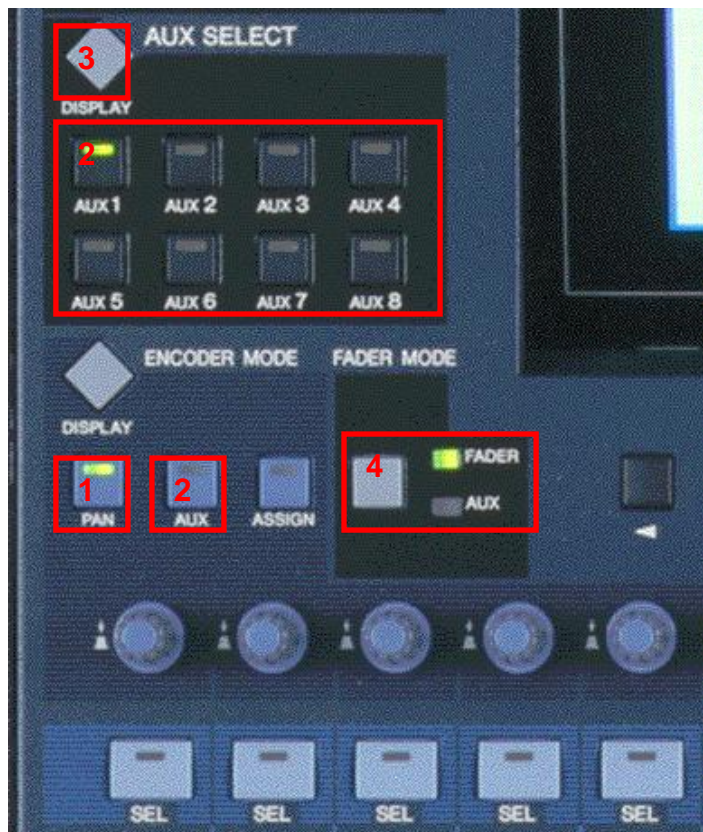 AUX SELECT
3
DISPLAY
2
AUX 1 AUX 2 AUX 3 AUX 4
AUX 5 AUX 6 AUX 7 AUX 8
ENCODER MODE FADER MODE
DISPLAY
4 FADER
1 2
AUX
PAN AUX ASSIGN
SEL SEL SEL SEL SEL